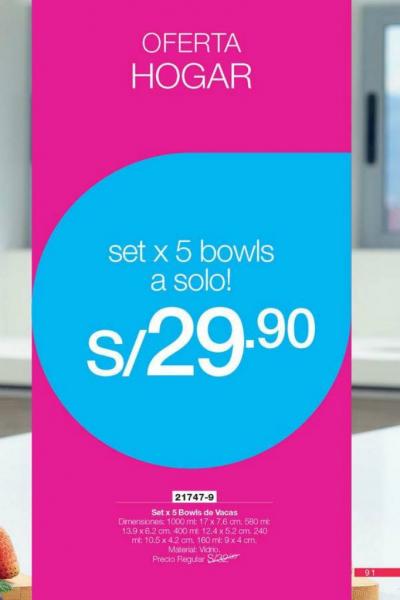 OFERTA
HOGAR
set x 5 bowls
a solo!
S/29.90
21747-9
Set x 5 Bowls de Vacas
Dimensiones: 1000 ml: 17 x 7.6 cm. 580 ml:
13.9 x 6.2 cm. 400 ml: 12.4 x 5.2 cm. 240
ml: 10.5 x 4.2 cm. 160 ml: 9 x 4 cm.
Material: Vidrio.
Precio Regular
91